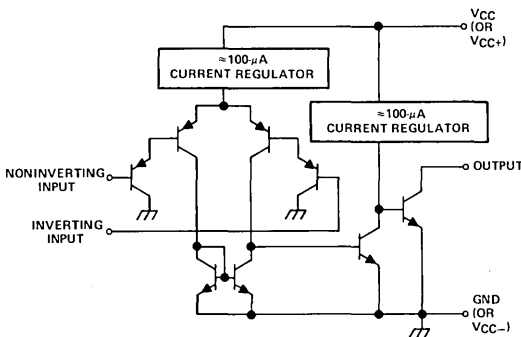 VCC
(OR
VCC+)
≈100-μA
CURRENT REGULATOR
≈100-μA
CURRENT REGULATOR
NONINVERTING
INPUT
OUTPUT
INVERTING
INPUT
GND
(OR
VCC−)